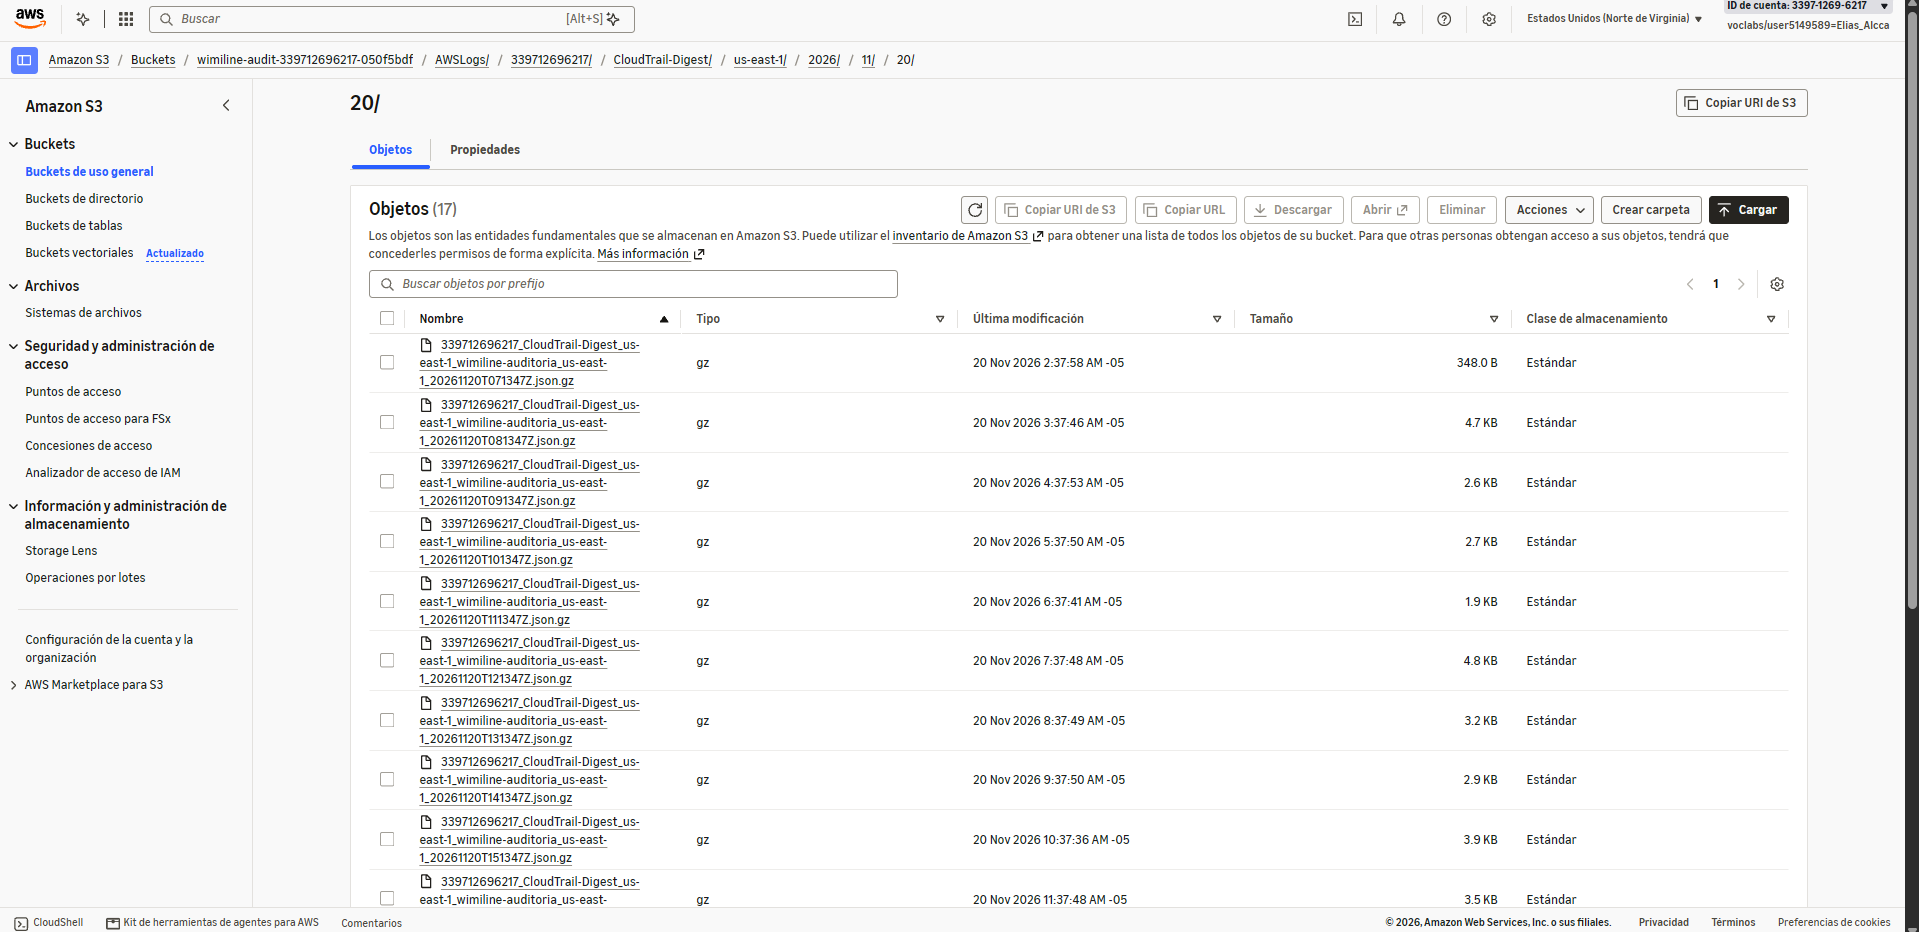 aws
Buscar
[Alt+S]
Estados Unidos (Norte de Virginia)
ID de cuenta: 3397-1269-6217
voclabs/user5149589=Elias_Alcca
Amazon S3 / Buckets / wimiline-audit-339712696217-050f5bdf / AWSLogs/ / 339712696217/ / CloudTrail-Digest/ / us-east-1/ / 2026/ / 11/ / 20/
Amazon S3
Buckets
Buckets de uso general
Buckets de directorio
Buckets de tablas
Buckets vectoriales Actualizado
Archivos
Sistemas de archivos
Seguridad y administración de
acceso
Puntos de acceso
Puntos de acceso para FSx
Concesiones de acceso
Analizador de acceso de IAM
Información y administración de
almacenamiento
Storage Lens
Operaciones por lotes
Configuración de la cuenta y la
organización
AWS Marketplace para S3
20/
Copiar URI de S3
Objetos
Propiedades
Objetos (17)
Copiar URI de S3
Copiar URL
Descargar
Abrir
Eliminar
Acciones
Crear carpeta
Cargar
Los objetos son las entidades fundamentales que se almacenan en Amazon S3. Puede utilizar el inventario de Amazon S3 para obtener una lista de todos los objetos de su bucket. Para que otras personas obtengan acceso a sus objetos, tendrá que
concederles permisos de forma explícita. Más información
Buscar objetos por prefijo
1
Nombre Tipo Última modificación Tamaño Clase de almacenamiento
339712696217_CloudTrail-Digest_us-
east-1_wimiline-auditoria_us-east-
1_20261120T071347Z.json.gz
gz 20 Nov 2026 2:37:58 AM -05 348.0 B Estándar
339712696217_CloudTrail-Digest_us-
east-1_wimiline-auditoria_us-east-
1_20261120T081347Z.json.gz
gz 20 Nov 2026 3:37:46 AM -05 4.7 KB Estándar
339712696217_CloudTrail-Digest_us-
east-1_wimiline-auditoria_us-east-
1_20261120T091347Z.json.gz
gz 20 Nov 2026 4:37:53 AM -05 2.6 KB Estándar
339712696217_CloudTrail-Digest_us-
east-1_wimiline-auditoria_us-east-
1_20261120T101347Z.json.gz
gz 20 Nov 2026 5:37:50 AM -05 2.7 KB Estándar
339712696217_CloudTrail-Digest_us-
east-1_wimiline-auditoria_us-east-
1_20261120T111347Z.json.gz
gz 20 Nov 2026 6:37:41 AM -05 1.9 KB Estándar
339712696217_CloudTrail-Digest_us-
east-1_wimiline-auditoria_us-east-
1_20261120T121347Z.json.gz
gz 20 Nov 2026 7:37:48 AM -05 4.8 KB Estándar
339712696217_CloudTrail-Digest_us-
east-1_wimiline-auditoria_us-east-
1_20261120T131347Z.json.gz
gz 20 Nov 2026 8:37:49 AM -05 3.2 KB Estándar
339712696217_CloudTrail-Digest_us-
east-1_wimiline-auditoria_us-east-
1_20261120T141347Z.json.gz
gz 20 Nov 2026 9:37:50 AM -05 2.9 KB Estándar
339712696217_CloudTrail-Digest_us-
east-1_wimiline-auditoria_us-east-
1_20261120T151347Z.json.gz
gz 20 Nov 2026 10:37:36 AM -05 3.9 KB Estándar
339712696217_CloudTrail-Digest_us-
east-1_wimiline-auditoria_us-east-
gz 20 Nov 2026 11:37:48 AM -05 3.5 KB Estándar
CloudShell
Kit de herramientas de agentes para AWS
Comentarios
© 2026, Amazon Web Services, Inc. o sus filiales.
Privacidad
Términos
Preferencias de cookies